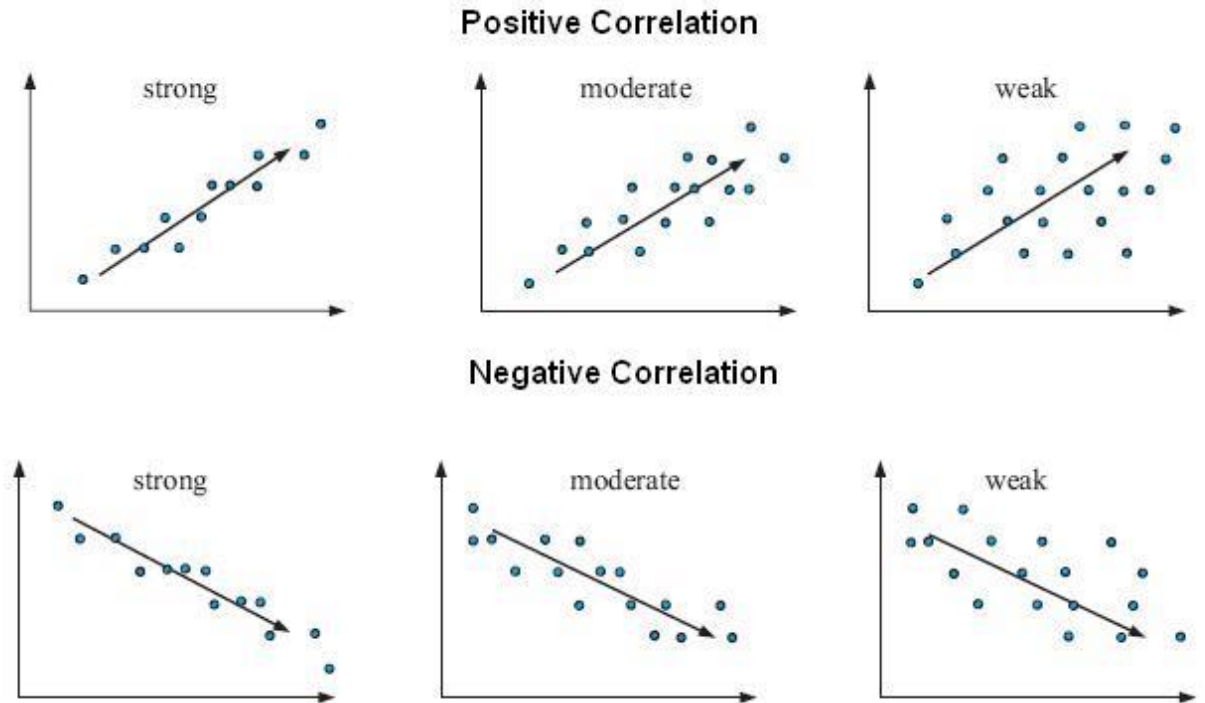 Positive Correlation
strong
moderate
weak
Negative Correlation
strong
moderate
weak